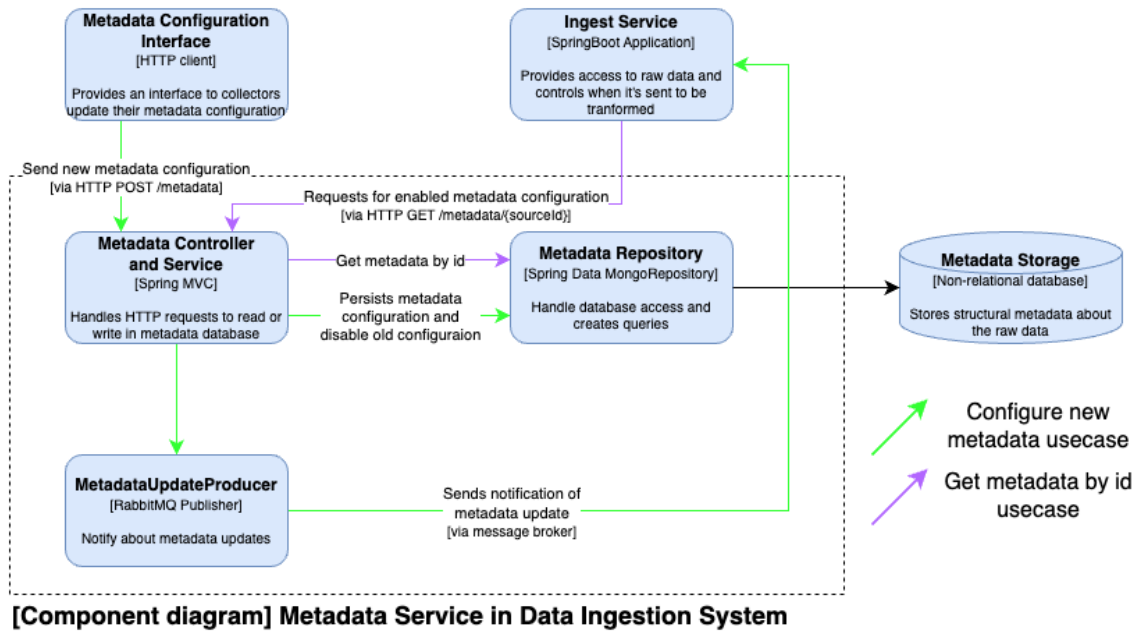 Metadata Configuration
Interface
[HTTP client]
Provides an interface to collectors
update their metadata configuration
Ingest Service
[SpringBoot Application]
Provides access to raw data and
controls when it's sent to be
tranformed
Send new metadata configuration
[via HTTP POST /metadata]
Requests for enabled metadata configuration
[via HTTP GET /metadata/{sourceId}]
Metadata Controller
and Service
[Spring MVC]
Handles HTTP requests to read or
write in metadata database
Get metadata by id
Persists metadata
configuration and
disable old configuraion
Metadata Repository
[Spring Data MongoRepository]
Handle database access and
creates queries
Metadata Storage
[Non-relational database]
Stores structural metadata about
the raw data
Configure new
metadata usecase
Get metadata by id
usecase
MetadataUpdateProducer
[RabbitMQ Publisher]
Notify about metadata updates
Sends notification of
metadata update
[via message broker]
[Component diagram] Metadata Service in Data Ingestion System